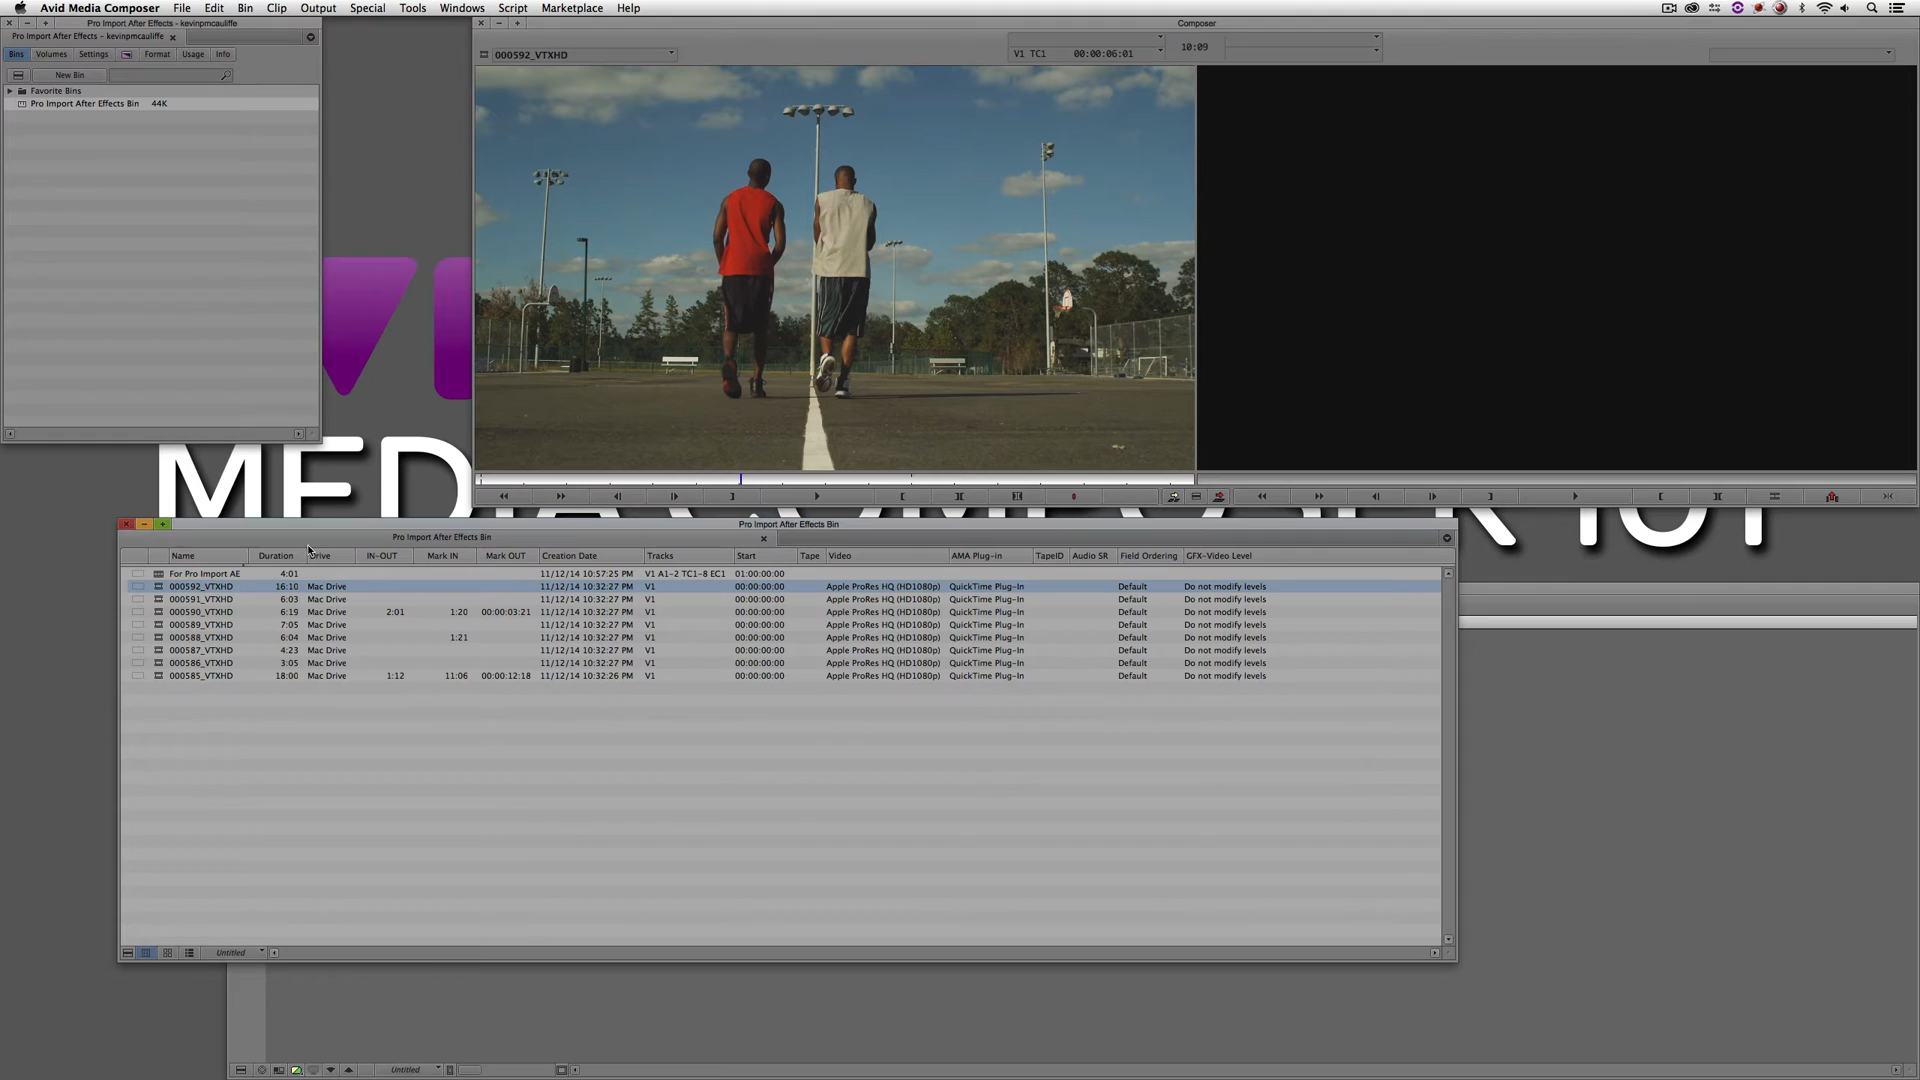 Avid Media Composer File Edit Bin Clip Output Special Tools Windows Script Marketplace Help
Pro Import After Effects - kevinpmcauliffe
Composer
Pro Import After Effects - kevinpmcauliffe
Bins Volumes Settings Format Usage Info
New Bin
Favorite Bins
Pro Import After Effects Bin 44K
000592_VTXHD
V1 TC1 00:00:06:01
10:09
Pro Import After Effects Bin
Pro Import After Effects Bin
Name Duration Drive IN-OUT Mark IN Mark OUT Creation Date Tracks Start Tape Video AMA Plug-in TapeID Audio SR Field Ordering GFX-Video Level
For Pro Import AE 4:01 11/12/14 10:57:25 PM V1 A1-2 TC1-8 EC1 01:00:00:00
000592_VTXHD 16:10 Mac Drive 11/12/14 10:32:27 PM V1 00:00:00:00 Apple ProRes HQ (HD1080p) QuickTime Plug-In Default Do not modify levels
000591_VTXHD 6:03 Mac Drive 11/12/14 10:32:27 PM V1 00:00:00:00 Apple ProRes HQ (HD1080p) QuickTime Plug-In Default Do not modify levels
000590_VTXHD 6:19 Mac Drive 2:01 1:20 00:00:03:21 11/12/14 10:32:27 PM V1 00:00:00:00 Apple ProRes HQ (HD1080p) QuickTime Plug-In Default Do not modify levels
000589_VTXHD 7:05 Mac Drive 11/12/14 10:32:27 PM V1 00:00:00:00 Apple ProRes HQ (HD1080p) QuickTime Plug-In Default Do not modify levels
000588_VTXHD 6:04 Mac Drive 1:21 11/12/14 10:32:27 PM V1 00:00:00:00 Apple ProRes HQ (HD1080p) QuickTime Plug-In Default Do not modify levels
000587_VTXHD 4:23 Mac Drive 11/12/14 10:32:27 PM V1 00:00:00:00 Apple ProRes HQ (HD1080p) QuickTime Plug-In Default Do not modify levels
000586_VTXHD 3:05 Mac Drive 11/12/14 10:32:27 PM V1 00:00:00:00 Apple ProRes HQ (HD1080p) QuickTime Plug-In Default Do not modify levels
000585_VTXHD 18:00 Mac Drive 1:12 11:06 00:00:12:18 11/12/14 10:32:26 PM V1 00:00:00:00 Apple ProRes HQ (HD1080p) QuickTime Plug-In Default Do not modify levels
Untitled
Untitled